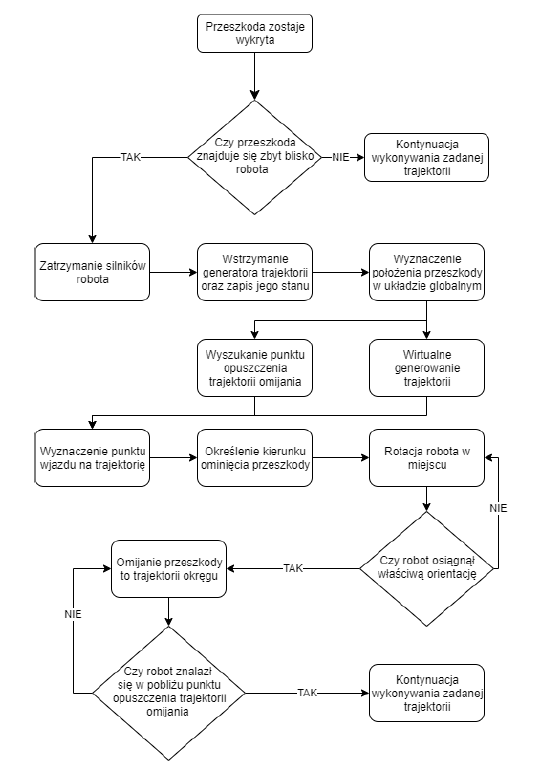 Przeszkoda zostaje
wykryta
Czy przeszkoda
znajduje się zbyt blisko
robota
TAK
NIE
Kontynuacja
wykonywania zadanej
trajektorii
Zatrzymanie silników
robota
Wstrzymanie
generatora trajektorii
oraz zapis jego stanu
Wyznaczenie
położenia przeszkody
w układzie globalnym
Wyszukanie punktu
opuszczenia
trajektorii omijania
Wirtualne
generowanie
trajektorii
Wyznaczenie punktu
wjazdu na trajektorię
Określenie kierunku
ominięcia przeszkody
Rotacja robota w
miejscu
NIE
Czy robot osiągnął
właściwą orientację
TAK
Omijanie przeszkody
to trajektorii okręgu
NIE
Czy robot znalazł
się w pobliżu punktu
opuszczenia trajektorii
omijania
TAK
Kontynuacja
wykonywania zadanej
trajektorii